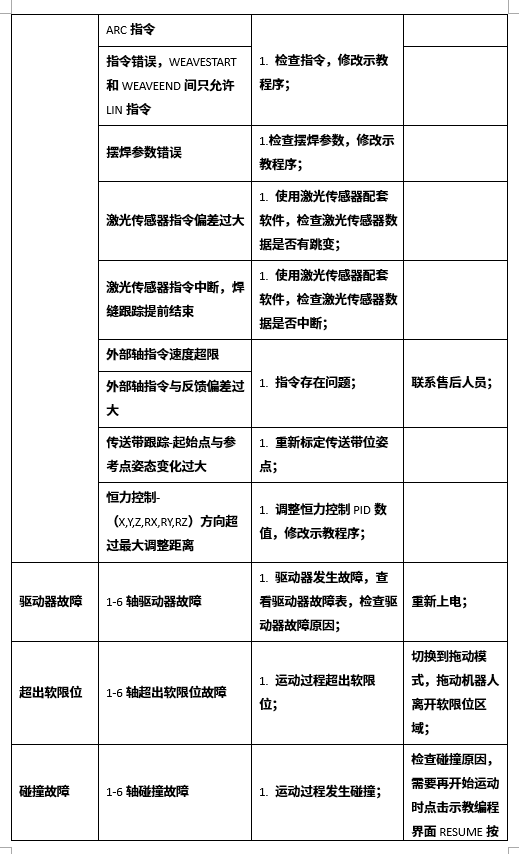 ARC 指令
指令错误，WEAVESTART
和 WEAVEEND 间只允许
LIN 指令
1. 检查指令，修改示教
程序；
摆焊参数错误
1.检查摆焊参数，修改示
教程序；
激光传感器指令偏差过大
1. 使用激光传感器配套
软件，检查激光传感器数
据是否有跳变；
激光传感器指令中断，焊
缝跟踪提前结束
1. 使用激光传感器配套
软件，检查激光传感器数
据是否中断；
外部轴指令速度超限
外部轴指令与反馈偏差过
大
1. 指令存在问题；
联系售后人员；
传送带跟踪-起始点与参
考点姿态变化过大
1. 重新标定传送带位姿
点；
恒力控制-
（X,Y,Z,RX,RY,RZ）方向超
过最大调整距离
1. 调整恒力控制 PID 数
值，修改示教程序；
驱动器故障
1-6 轴驱动器故障
1. 驱动器发生故障，查
看驱动器故障表，检查驱
动器故障原因；
重新上电；
超出软限位
1-6 轴超出软限位故障
1. 运动过程超出软限
位；
切换到拖动模
式，拖动机器人
离开软限位区
域；
碰撞故障
1-6 轴碰撞故障
1. 运动过程发生碰撞；
检查碰撞原因，
需要再开始运动
时点击示教编程
界面 RESUME 按